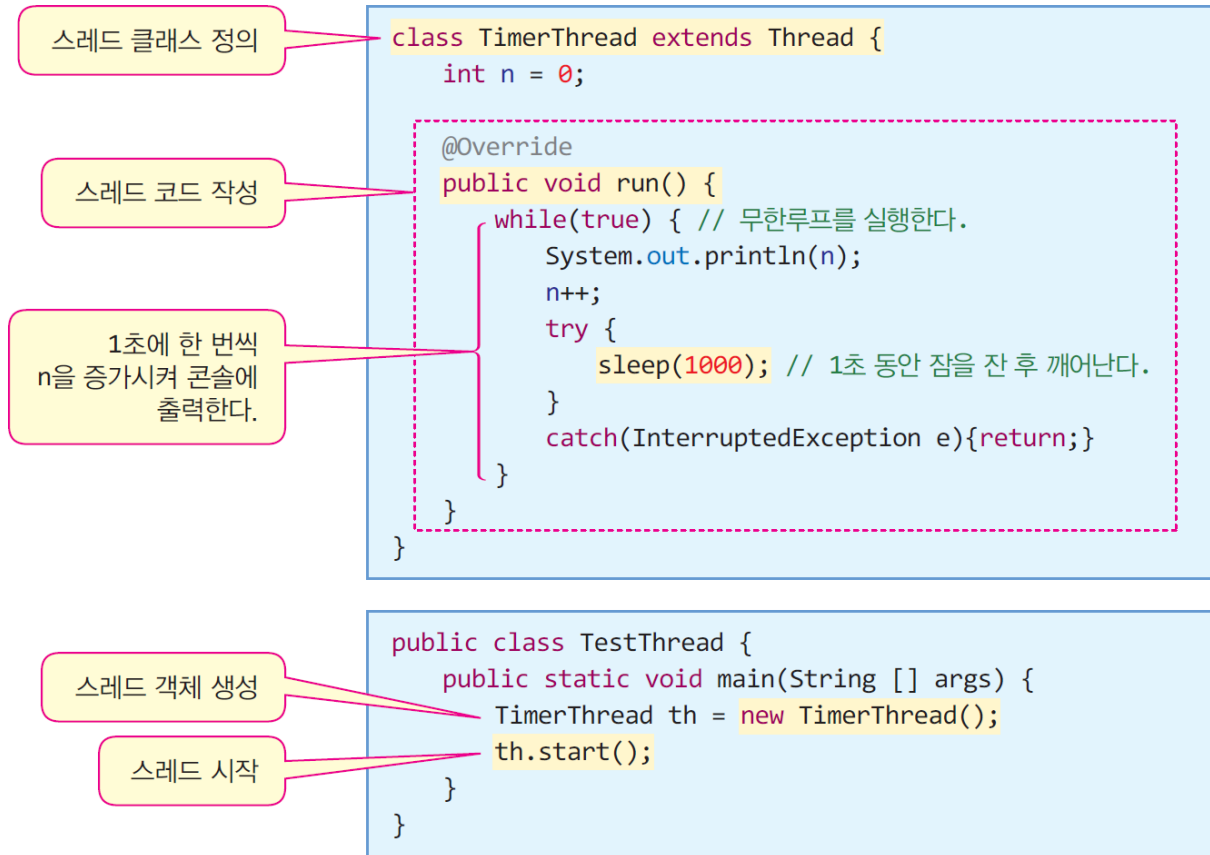 스레드 클래스 정의
class TimerThread extends Thread {
int n = 0;
@Override
스레드 코드 작성
public void run() {
while(true) { // 무한루프를 실행한다.
System.out.println(n);
n++;
try {
1초에 한 번씩
n을 증가시켜 콘솔에
출력한다.
sleep(1000); // 1초 동안 잠을 잔 후 깨어난다.
}
catch(InterruptedException e){return;}
}
}
}
public class TestThread {
public static void main(String [] args) {
스레드 객체 생성
TimerThread th = new TimerThread();
스레드 시작
th.start();
}
}